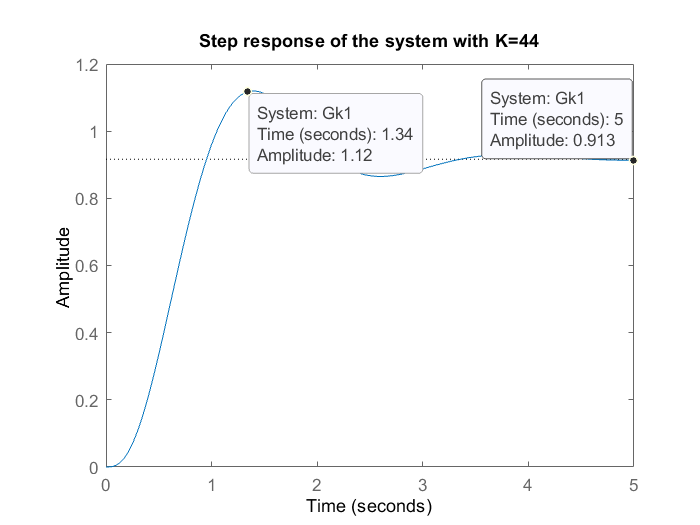 Step response of the system with K=44
Amplitude
1.2
1
0.8
0.6
0.4
0.2
0
System: Gk1
Time (seconds): 1.34
Amplitude: 1.12
System: Gk1
Time (seconds): 5
Amplitude: 0.913
0 1 2 3 4 5
Time (seconds)